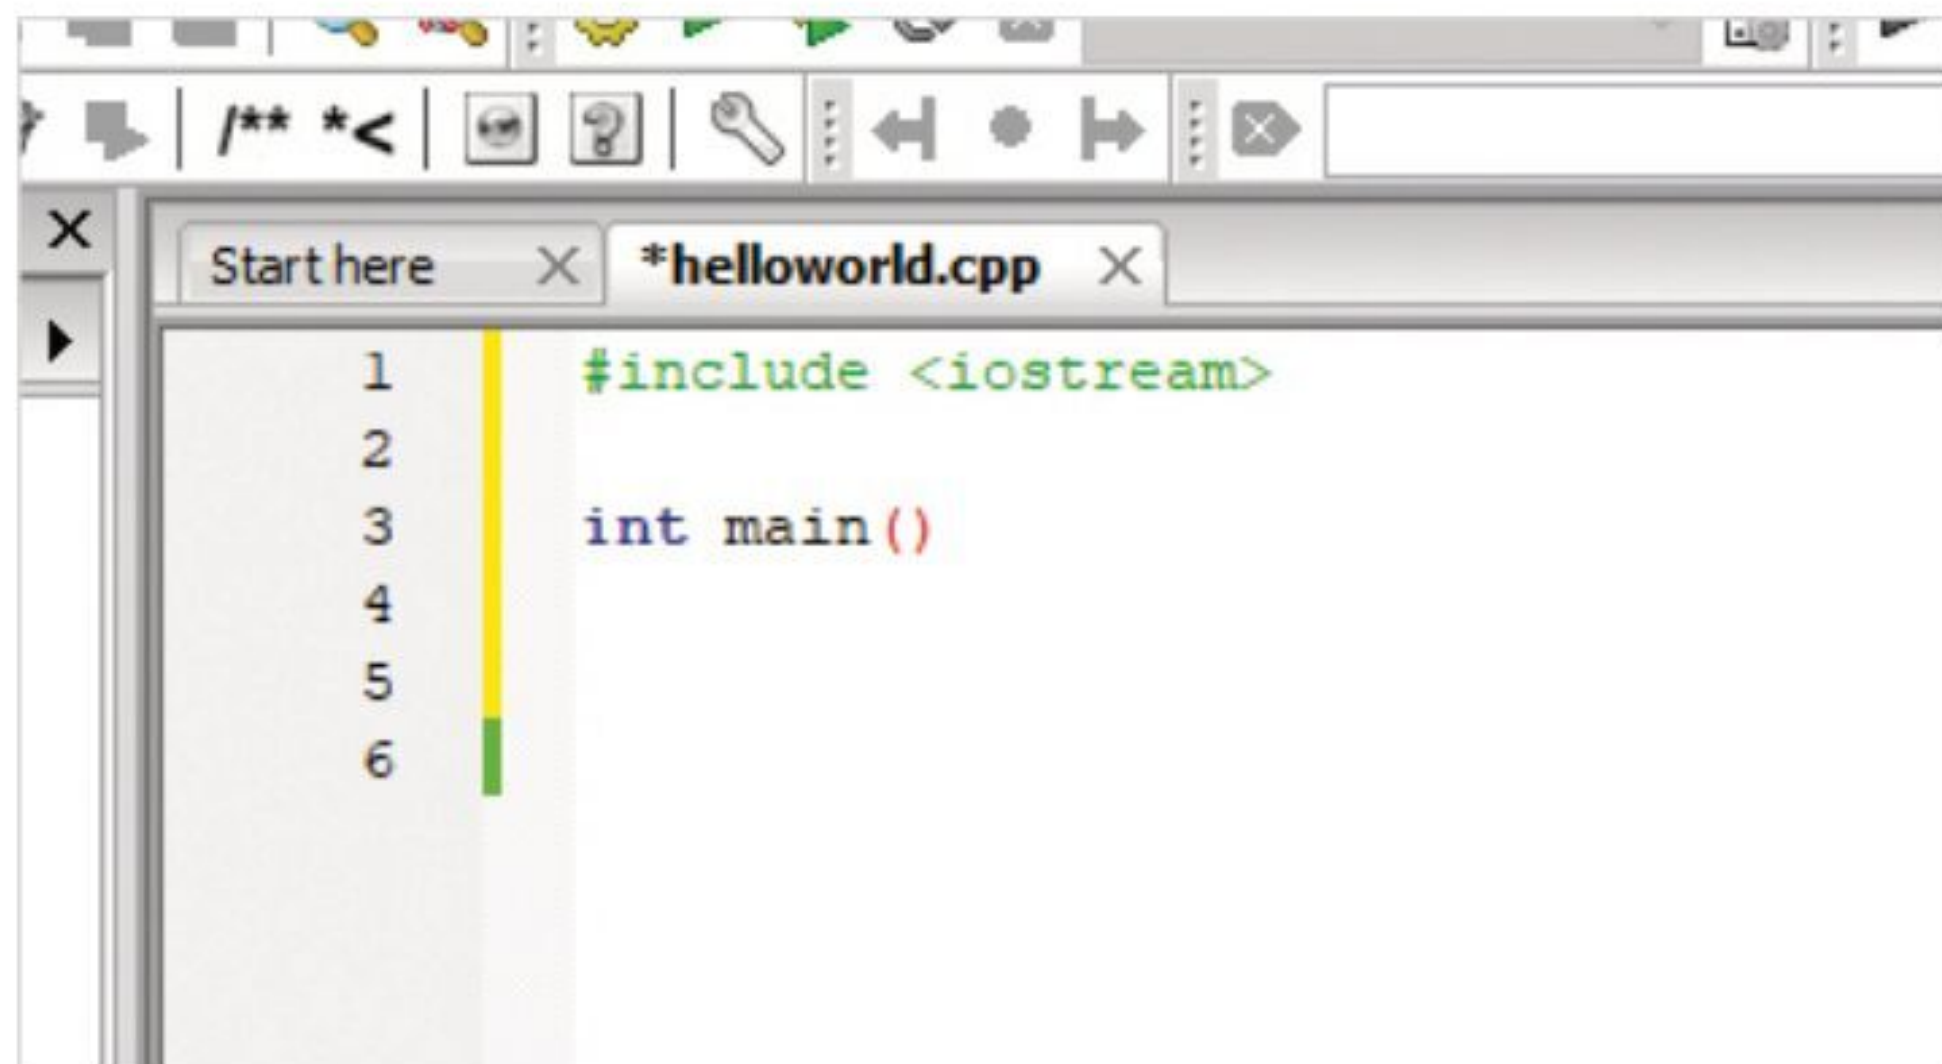 /** *<
Start here
*helloworld.cpp
1 #include <iostream>
2
3 int main()
4
5
6